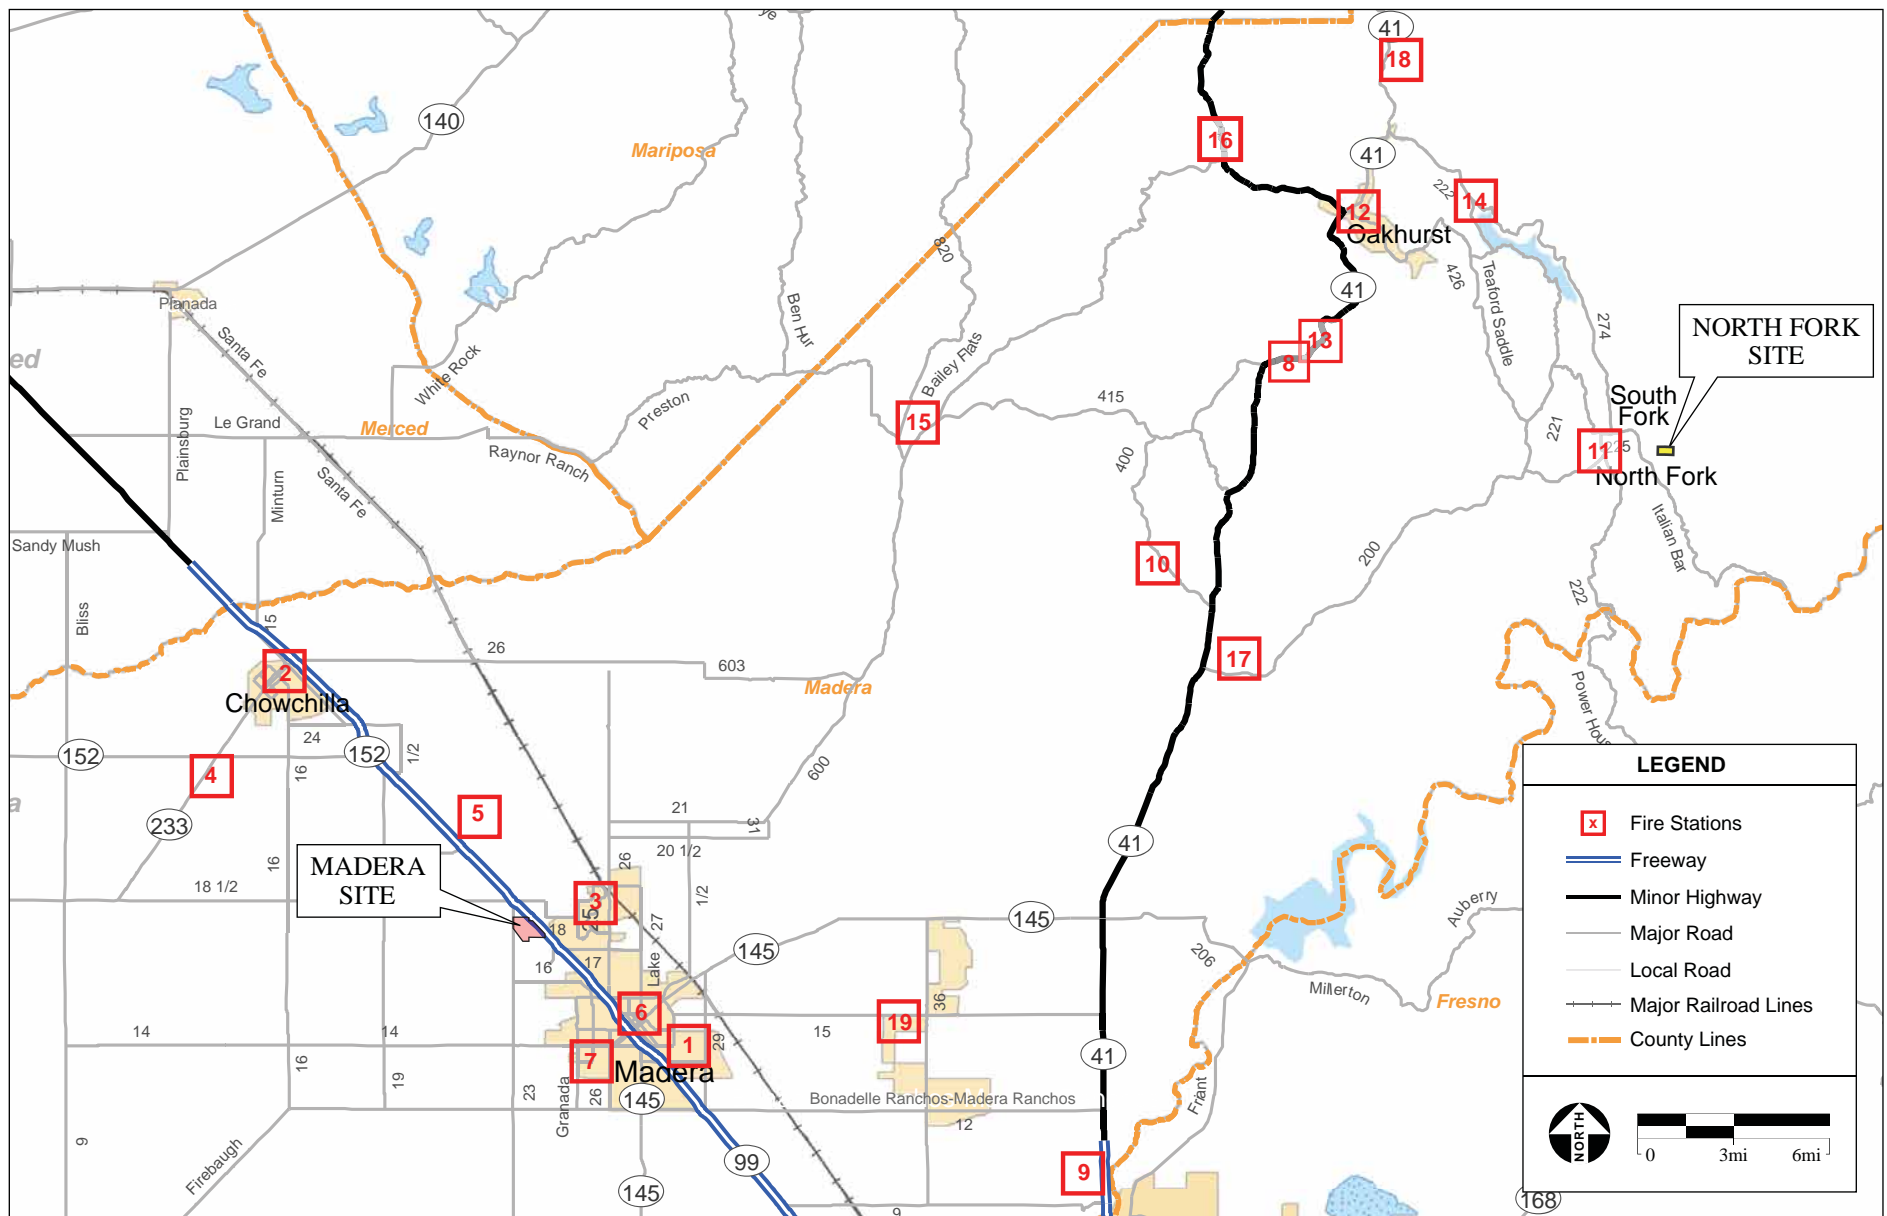 ye
41
18
140
16
Mariposa
41
222
14
12
Oakhurst
820
426
Teaford Saddle
41
Planada
Ben Hur
274
NORTH FORK
SITE
Santa Fe
13
8
ed
White Rock
Bailey Flats
South
Fork
415
Preston
Le Grand
Merced
15
221
Plainsburg
Raynor Ranch
400
11
225
North Fork
Santa Fe
Minturn
Italian Bar
Sandy Mush
10
200
222
Bliss
15
26
603
17
2
Madera
Chowchilla
Power Hous
24
152
152
1/2
16
4
600
a
5
233
21
31
41
20 1/2
26
16
MADERA
SITE
18 1/2
1/2
3
25
18
27
145
145
Auberry
206
17
16
Lake
Millerton
Fresno
36
6
19
14
14
15
1
29
7
Madera
41
16
19
23
Granada
26
145
Bonadelle Ranchos-Madera Ranchos
12
Friant
9
Firebaugh
99
145
9
9
168
LEGEND
x
Fire Stations
Freeway
Minor Highway
Major Road
Local Road
Major Railroad Lines
County Lines
NORTH
0
3mi
6mi